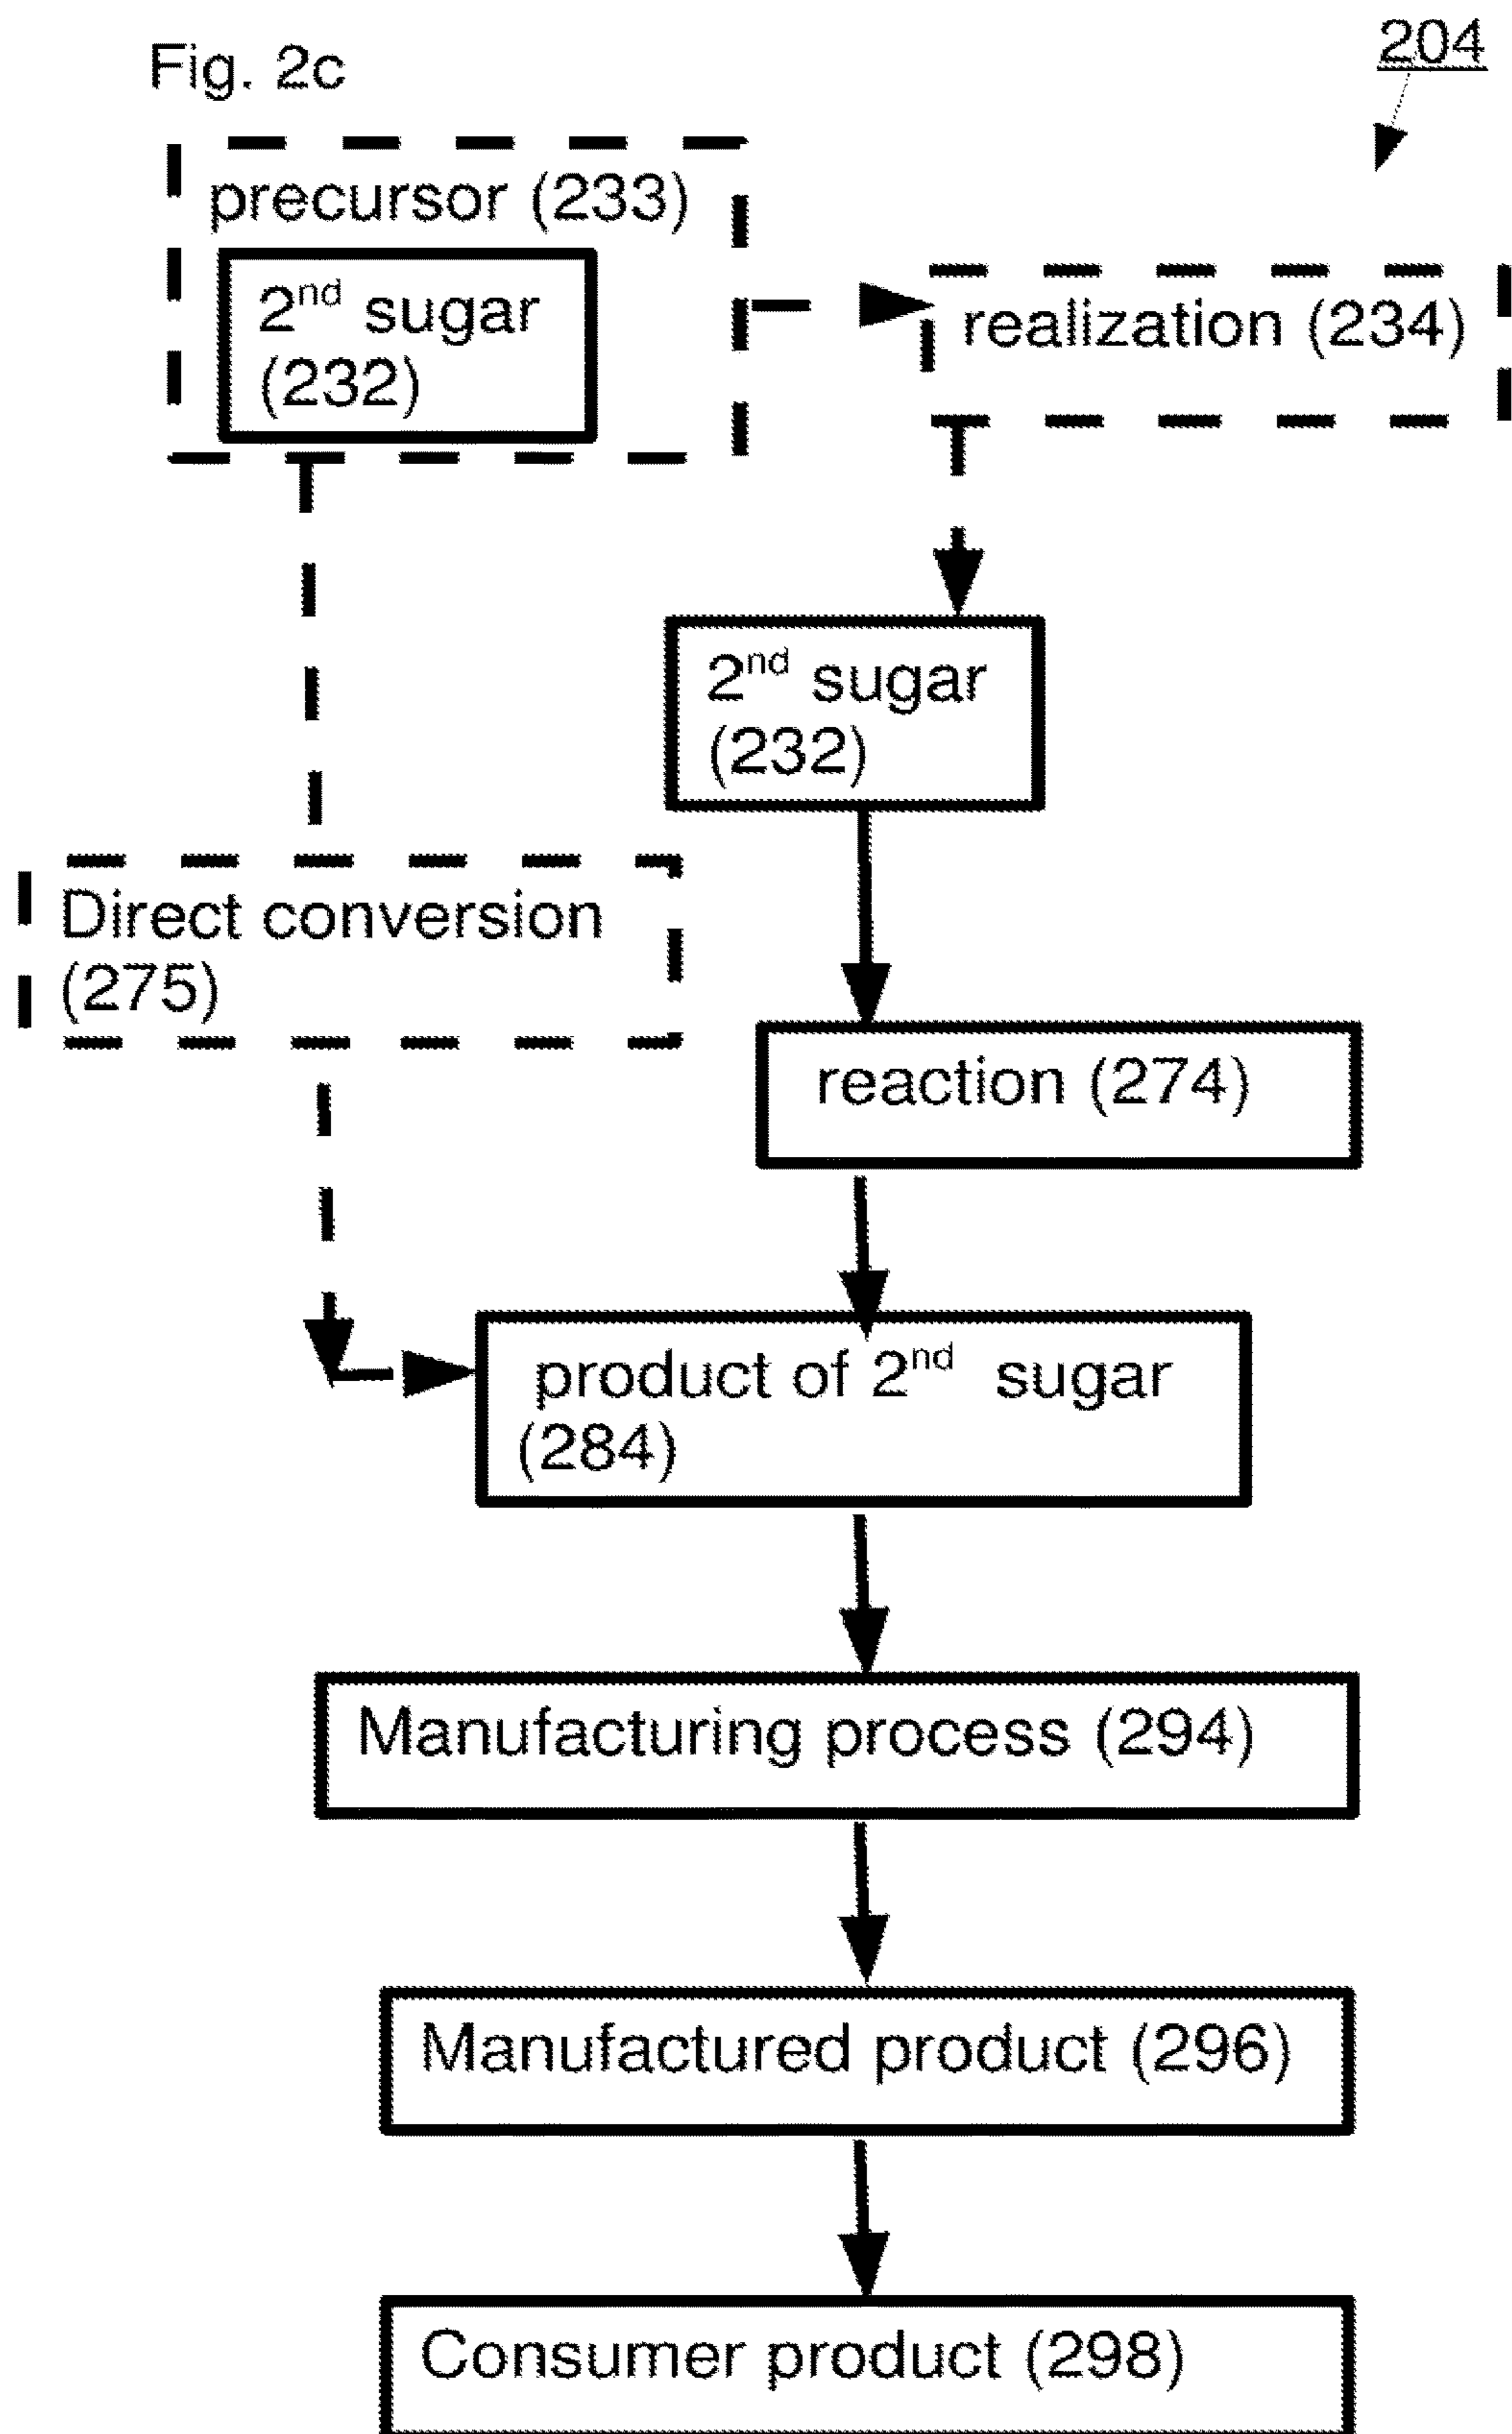 Fig. 2c
204
precursor (233)
2nd sugar
(232)
realization (234)
2nd sugar
(232)
Direct conversion
(275)
reaction (274)
product of 2nd sugar
(284)
Manufacturing process (294)
Manufactured product (296)
Consumer product (298)